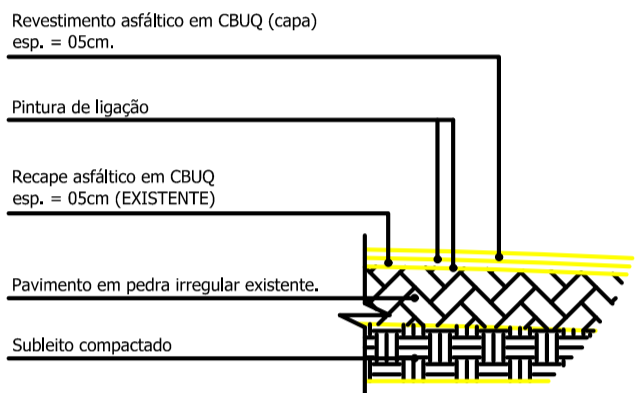 Revestimento asfáltico em CBUQ (capa)
esp. = 05cm.
Pintura de ligação
Recape asfáltico em CBUQ
esp. = 05cm (EXISTENTE)
Pavimento em pedra irregular existente.
Subleito compactado